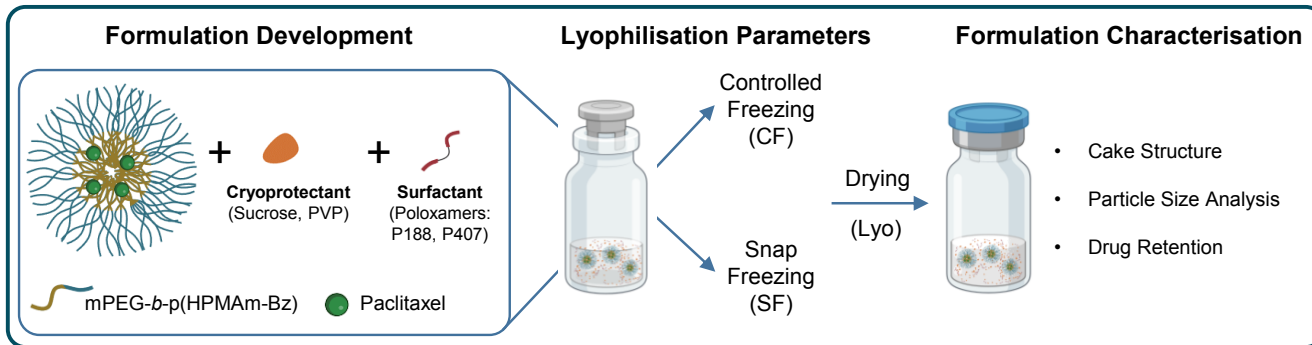 Formulation Development
Cryoprotectant
(Sucrose, PVP)
Surfactant
(Poloxamers:
P188, P407)
mPEG-b-p(HPMAm-Bz)
Paclitaxel
Lyophilisation Parameters
Controlled
Freezing
(CF)
Snap
Freezing
(SF)
Drying
(Lyo)
Formulation Characterisation
• Cake Structure
• Particle Size Analysis
• Drug Retention